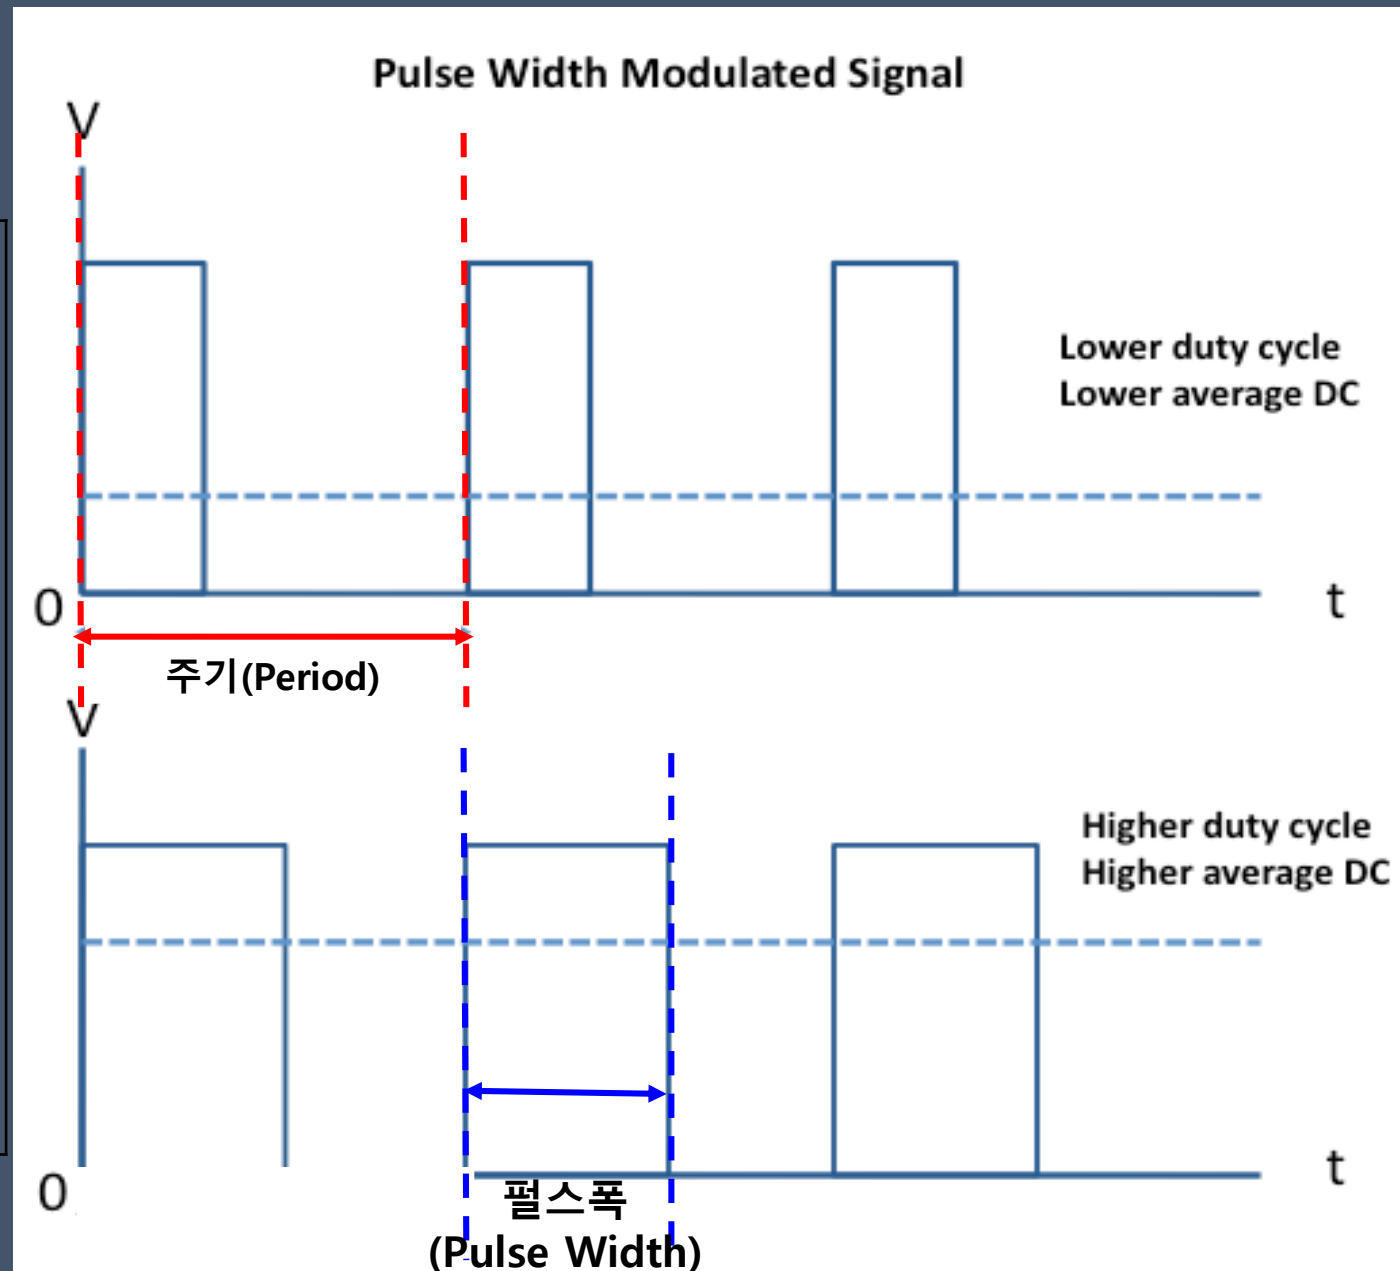 Pulse Width Modulated Signal
V
Lower duty cycle
Lower average DC
0
t
주기(Period)
V
Higher duty cycle
Higher average DC
t
0
펄스폭
(Pulse Width)